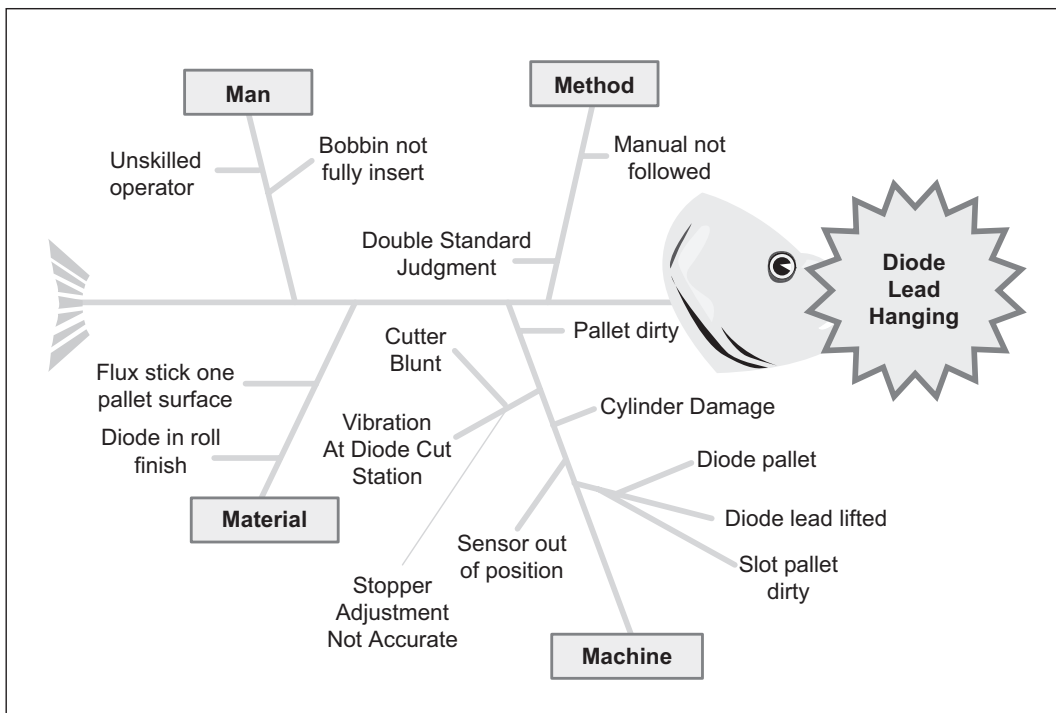 Man
Method
Unskilled
operator
Bobbin not
fully insert
Manual not
followed
Double Standard
Judgment
Diode
Lead
Hanging
Flux stick one
pallet surface
Diode in roll
finish
Material
Cutter
Blunt
Vibration
At Diode Cut
Station
Stopper
Adjustment
Not Accurate
Sensor out
of position
Pallet dirty
Cylinder Damage
Diode pallet
Diode lead lifted
Slot pallet
dirty
Machine